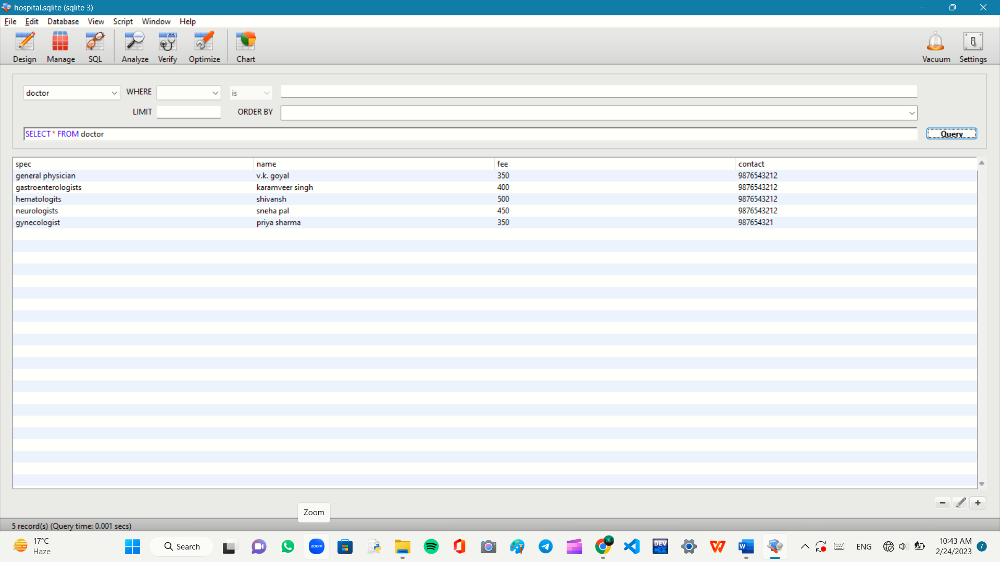 hospital.sqlite (sqlite 3)
File Edit Database View Script Window Help
Design Manage SQL Analyze Verify Optimize Chart Vacuum Settings
doctor WHERE is
LIMIT ORDER BY
SELECT * FROM doctor Query
spec name fee contact
general physician v.k. goyal 350 9876543212
gastroenterologists karamveer singh 400 9876543212
hematologits shivansh 500 9876543212
neurologists sneha pal 450 9876543212
gynecologist priya sharma 350 987654321
Zoom
5 record(s) (Query time: 0.001 secs)
17°C
Haze
Search
zoom
DEV
W
ENG
10:43 AM
2/24/2023
7